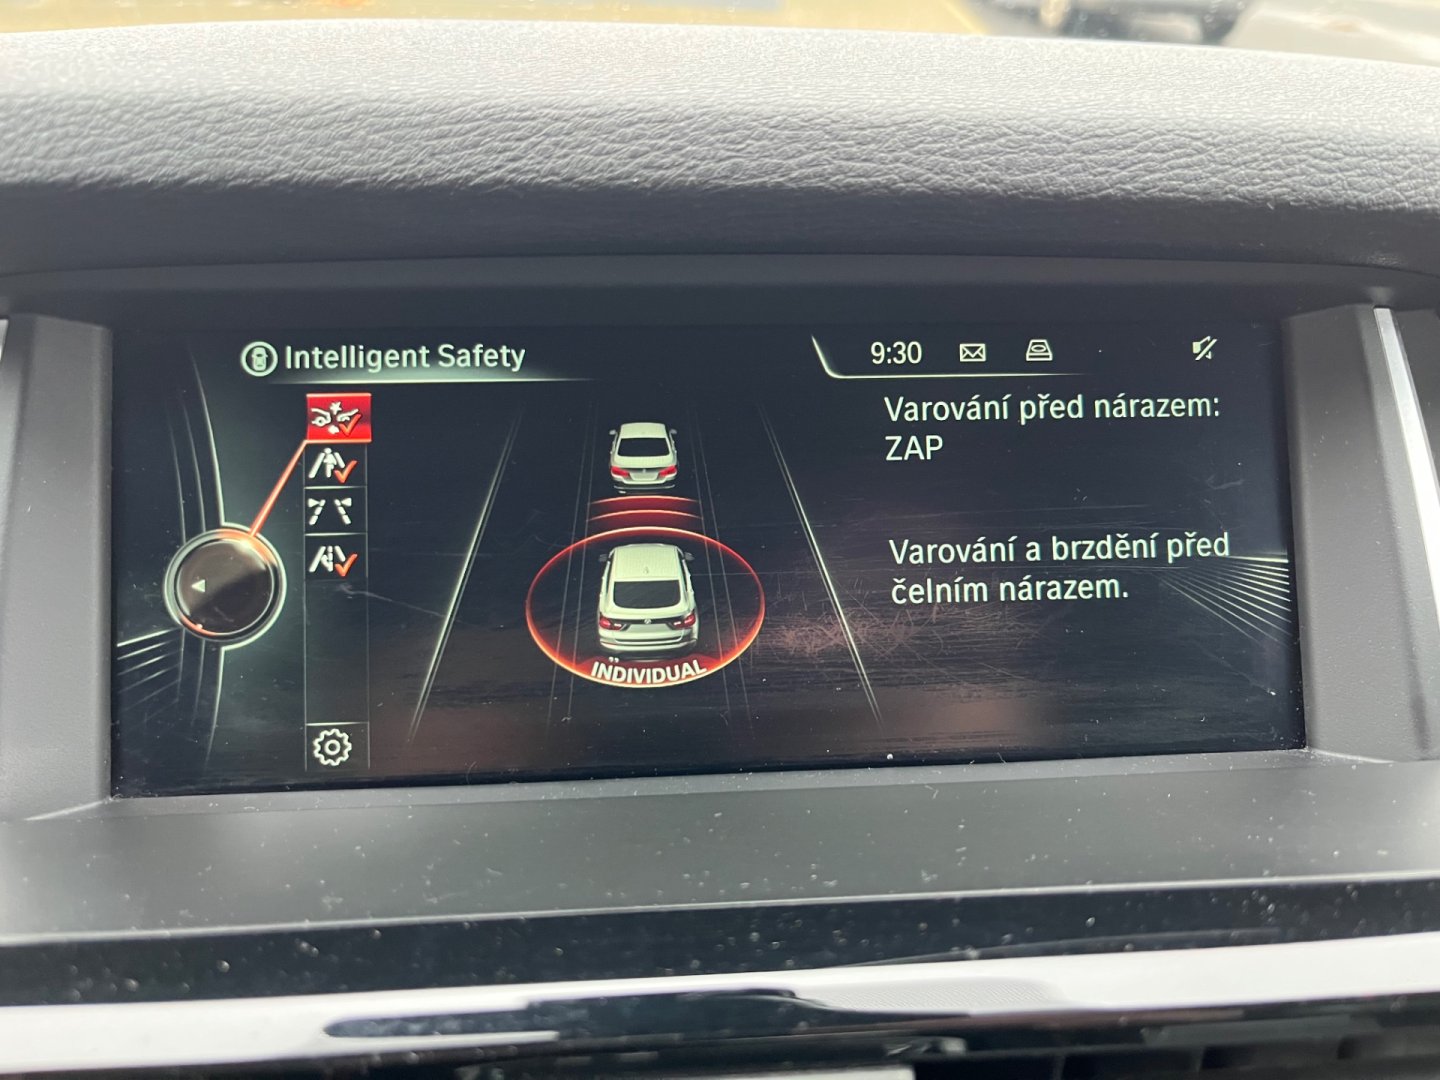 Intelligent Safety
9:30
Varování před nárazem:
ZAP
Varování a brzdění před
čelním nárazem.
INDIVIDUAL